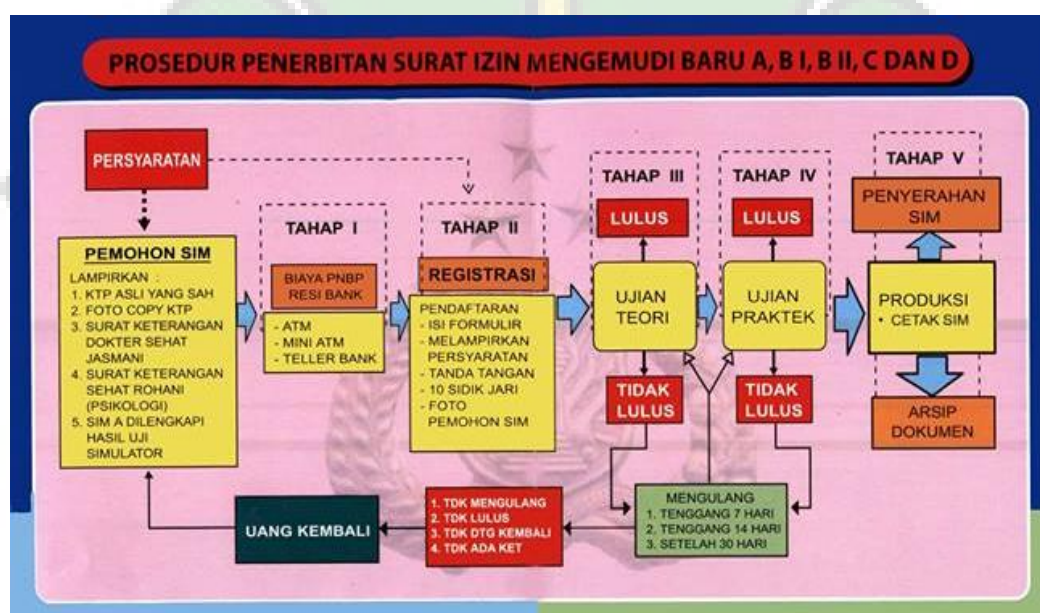 PROSEDUR PENERBITAN SURAT IZIN MENGEMUDI BARU A, B I, B II, C DAN D
PERSYARATAN
PEMOHON SIM
LAMPIRKAN :
1. KTP ASLI YANG SAH
2. FOTO COPY KTP
3. SURAT KETERANGAN
DOKTER SEHAT
JASMANI
4. SURAT KETERANGAN
SEHAT ROHANI
(PSIKOLOGI)
5. SIM A DILENGKAPI
HASIL UJI
SIMULATOR
TAHAP I
BIAYA PNBP
RESI BANK
- ATM
- MINI ATM
- TELLER BANK
TAHAP II
REGISTRASI
PENDAFTARAN
- ISI FORMULIR
- MELAMPIRKAN
PERSYARATAN
- TANDA TANGAN
- 10 SIDIK JARI
- FOTO
PEMOHON SIM
TAHAP III
LULUS
UJIAN
TEORI
TIDAK
LULUS
TAHAP IV
LULUS
UJIAN
PRAKTEK
TIDAK
LULUS
TAHAP V
PENYERAHAN
SIM
PRODUKSI
• CETAK SIM
ARSIP
DOKUMEN
MENGULANG
1. TENGGANG 7 HARI
2. TENGGANG 14 HARI
3. SETELAH 30 HARI
1. TDK MENGULANG
2. TDK LULUS
3. TDK DTG KEMBALI
4. TDK ADA KET
UANG KEMBALI